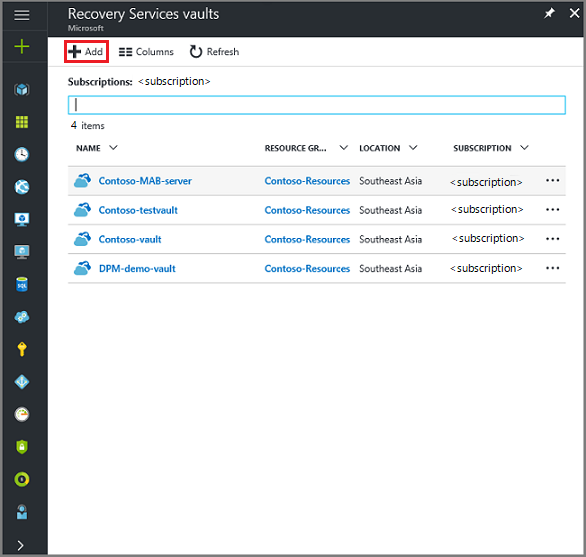 Recovery Services vaults
Microsoft
Add Columns Refresh
Subscriptions: <subscription>
4 items
NAME RESOURCE GR... LOCATION SUBSCRIPTION
Contoso-MAB-server Contoso-Resources Southeast Asia <subscription> ...
Contoso-testvault Contoso-Resources Southeast Asia <subscription> ...
Contoso-vault Contoso-Resources Southeast Asia <subscription> ...
DPM-demo-vault Contoso-Resources Southeast Asia <subscription> ...
SQL